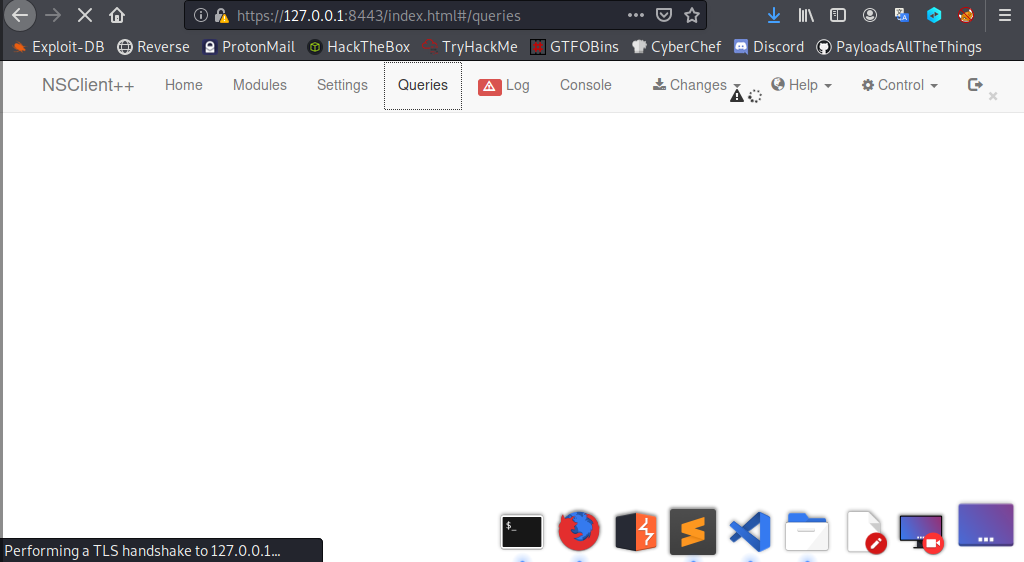 https://127.0.0.1:8443/index.html#/queries
Exploit-DB Reverse ProtonMail HackTheBox TryHackMe GTFOBins CyberChef Discord PayloadsAllTheThings
NSClient++ Home Modules Settings Queries Log Console Changes Help Control
$_
Performing a TLS handshake to 127.0.0.1...